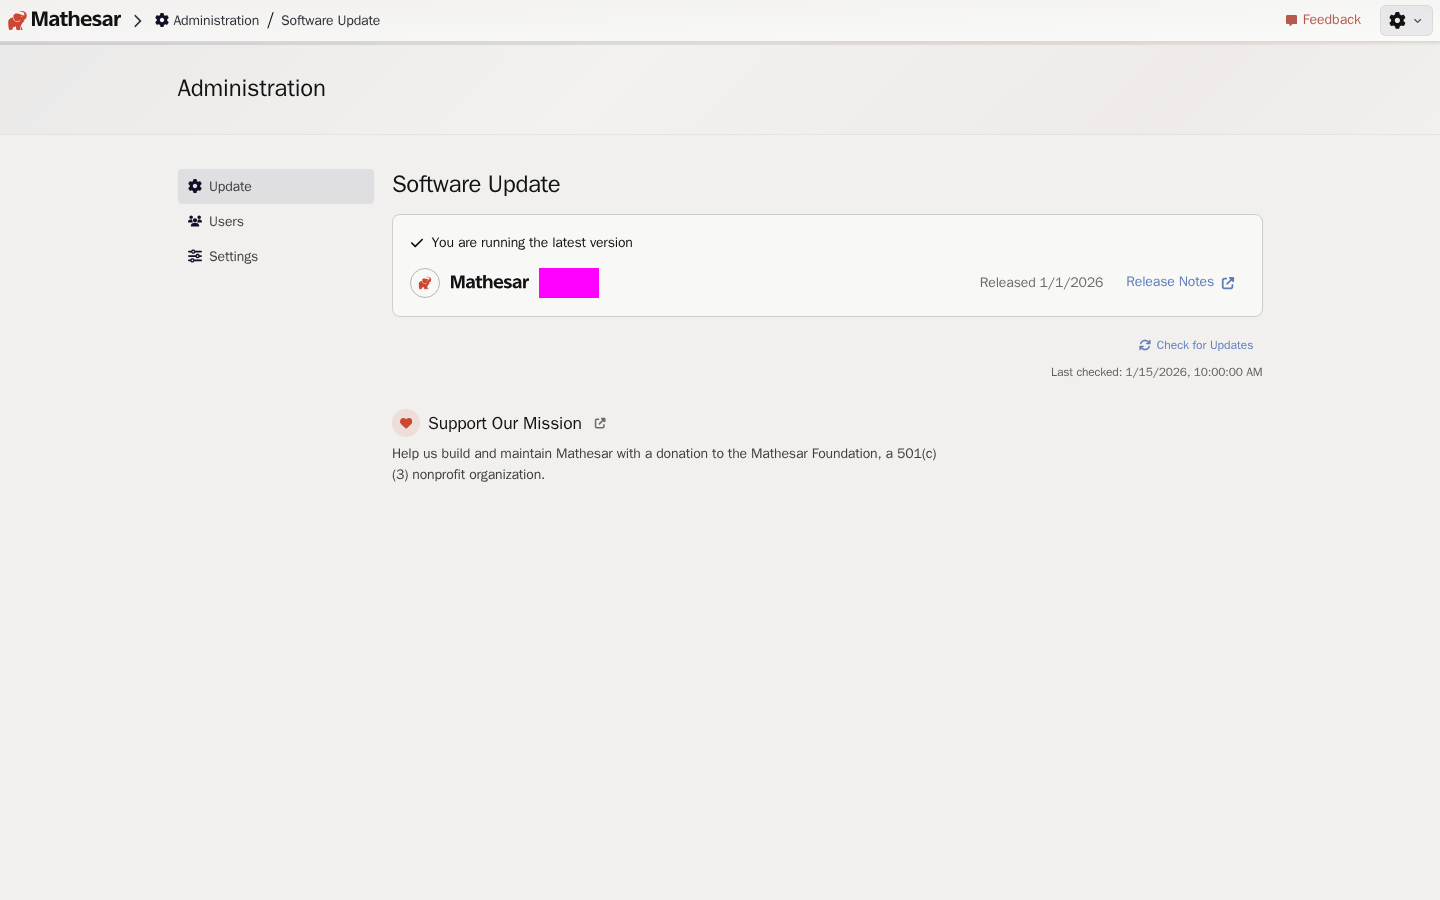 Mathesar Administration / Software Update Feedback
Administration
Update
Users
Settings
Software Update
You are running the latest version
Mathesar Released 1/1/2026 Release Notes
Check for Updates
Last checked: 1/15/2026, 10:00:00 AM
Support Our Mission
Help us build and maintain Mathesar with a donation to the Mathesar Foundation, a 501(c)
(3) nonprofit organization.